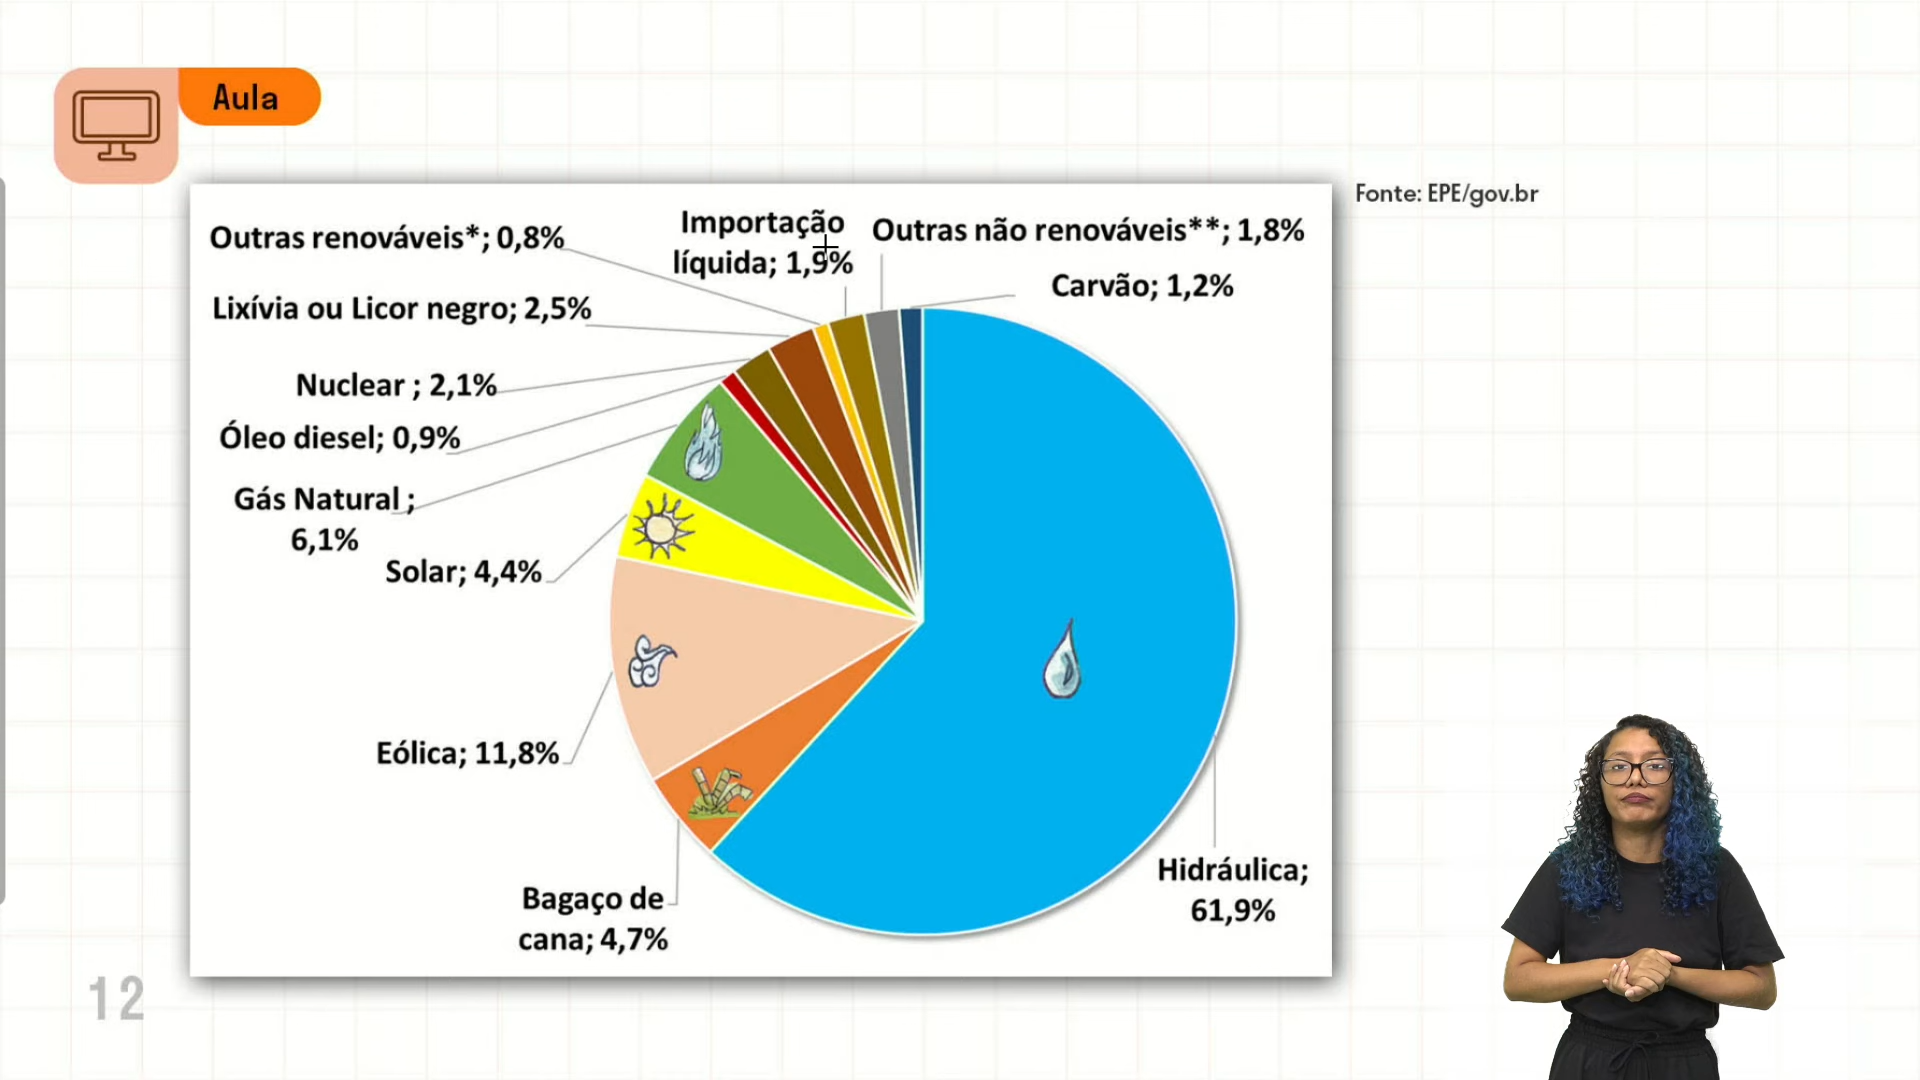 Aula
Fonte: EPE/gov.br
Outras renováveis*; 0,8%
Importação
líquida; 1,9%
Outras não renováveis**; 1,8%
Carvão; 1,2%
Lixívia ou Licor negro; 2,5%
Nuclear ; 2,1%
Óleo diesel; 0,9%
Gás Natural ;
6,1%
Solar; 4,4%
Eólica; 11,8%
Bagaço de
cana; 4,7%
Hidráulica;
61,9%
12